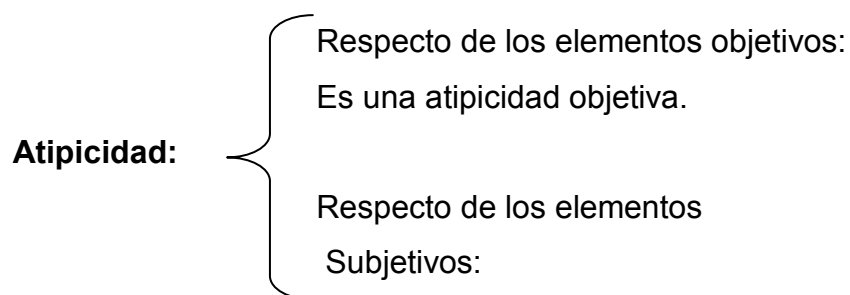 Respecto de los elementos objetivos:
Es una atipicidad objetiva.
Atipicidad:
Respecto de los elementos
Subjetivos: